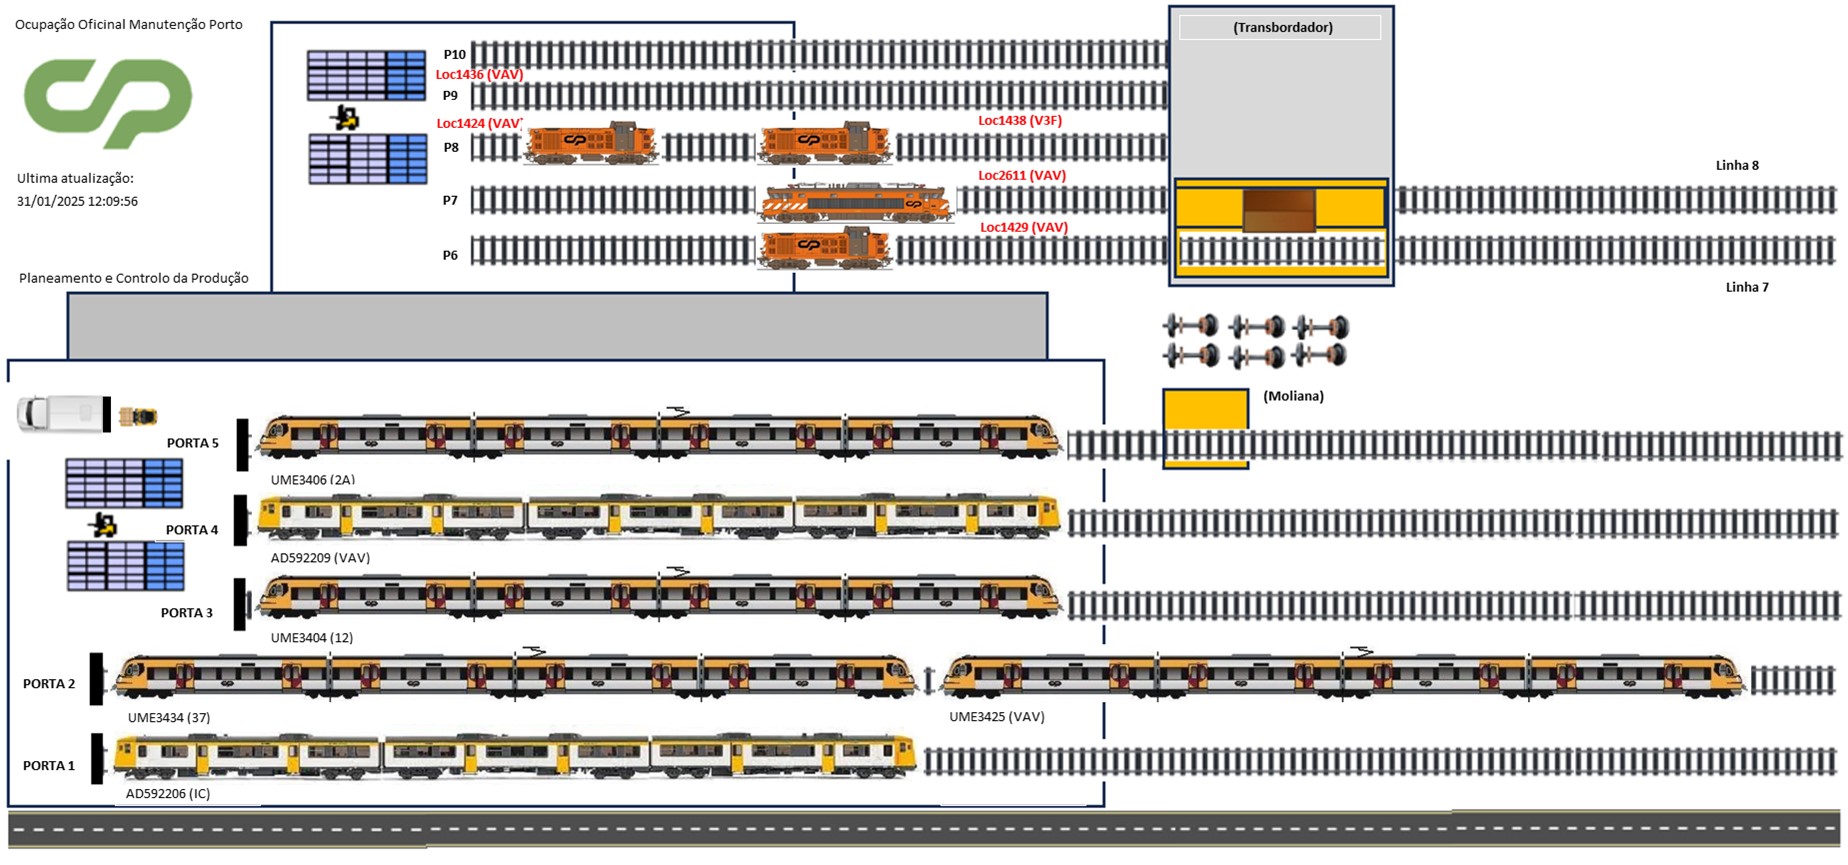 Ocupação Oficinal Manutenção Porto
Ultima atualização:
31/01/2025 12:09:56
Planeamento e Controlo da Produção
P10
Loc1436 (VAV)
P9
Loc1424 (VAV)
Loc1438 (V3F)
P8
Loc2611 (VAV)
P7
Loc1429 (VAV)
P6
(Transbordador)
Linha 8
Linha 7
(Moliana)
PORTA 5
UME3406 (2A)
PORTA 4
AD592209 (VAV)
PORTA 3
UME3404 (12)
PORTA 2
UME3434 (37)
UME3425 (VAV)
PORTA 1
AD592206 (IC)